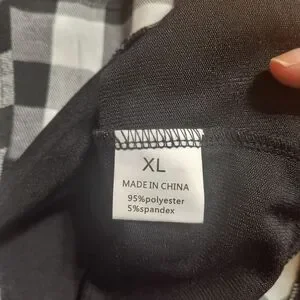 XL
MADE IN CHINA
95%polyester
5%spandex